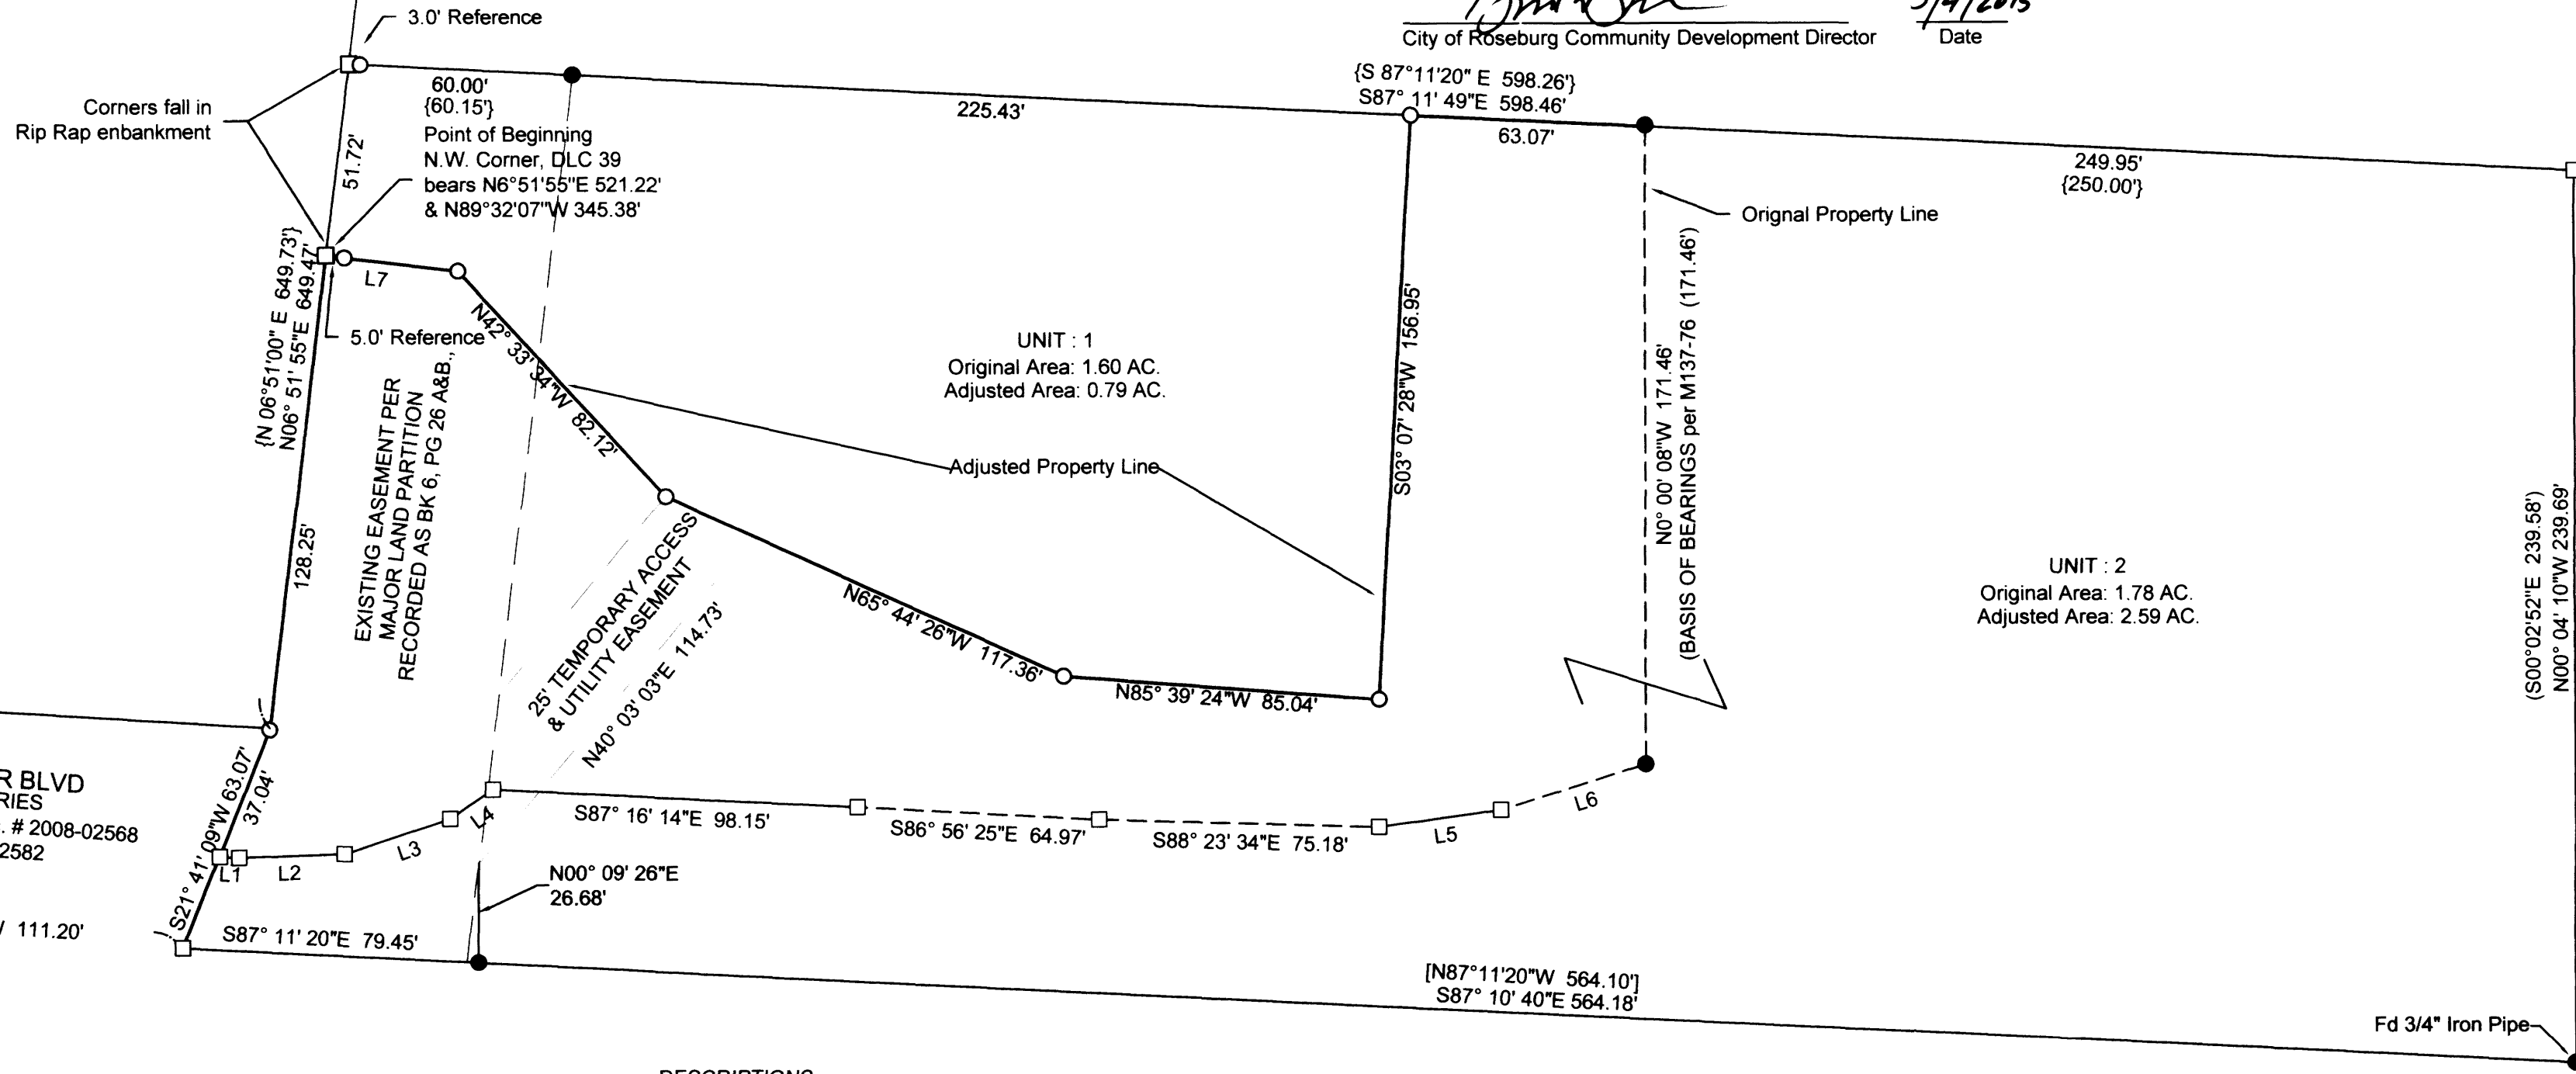 3.0' Reference
3/4/2015
City of Roseburg Community Development Director
Date
60.00'
{60.15'}
225.43'
{S 87°11'20" E 598.26'}
S87° 11' 49"E 598.46'
63.07'
249.95'
{250.00'}
Corners fall in
Rip Rap enbankment
51.72'
Point of Beginning
N.W. Corner, DLC 39
bears N6°51'55"E 521.22'
& N89°32'07"W 345.38'
Orignal Property Line
{N 06°51'00" E 649.73'}
N06° 51' 55"E 649.47'
L7
5.0' Reference
N42° 33' 34"W 82.12'
UNIT : 1
Original Area: 1.60 AC.
Adjusted Area: 0.79 AC.
S03° 07' 28"W 156.95'
N0° 00' 08"W 171.46'
(BASIS OF BEARINGS per M137-76 (171.46')
EXISTING EASEMENT PER
MAJOR LAND PARTITION
RECORDED AS BK 6, PG 26 A&B.,
Adjusted Property Line
128.25'
25' TEMPORARY ACCESS
& UTILITY EASEMENT
N40° 03' 03"E 114.73'
N65° 44' 26"W 117.36'
N85° 39' 24"W 85.04'
UNIT : 2
Original Area: 1.78 AC.
Adjusted Area: 2.59 AC.
(S00°02'52"E 239.58')
N00° 04' 10"W 239.69'
R BLVD
RIES
. # 2008-02568
2582
S21° 41' 09"W 63.07'
37.04'
L1
L2
L3
L4
S87° 16' 14"E 98.15'
S86° 56' 25"E 64.97'
S88° 23' 34"E 75.18'
L5
L6
N00° 09' 26"E
26.68'
111.20'
S87° 11' 20"E 79.45'
[N87°11'20"W 564.10']
S87° 10' 40"E 564.18'
Fd 3/4" Iron Pipe